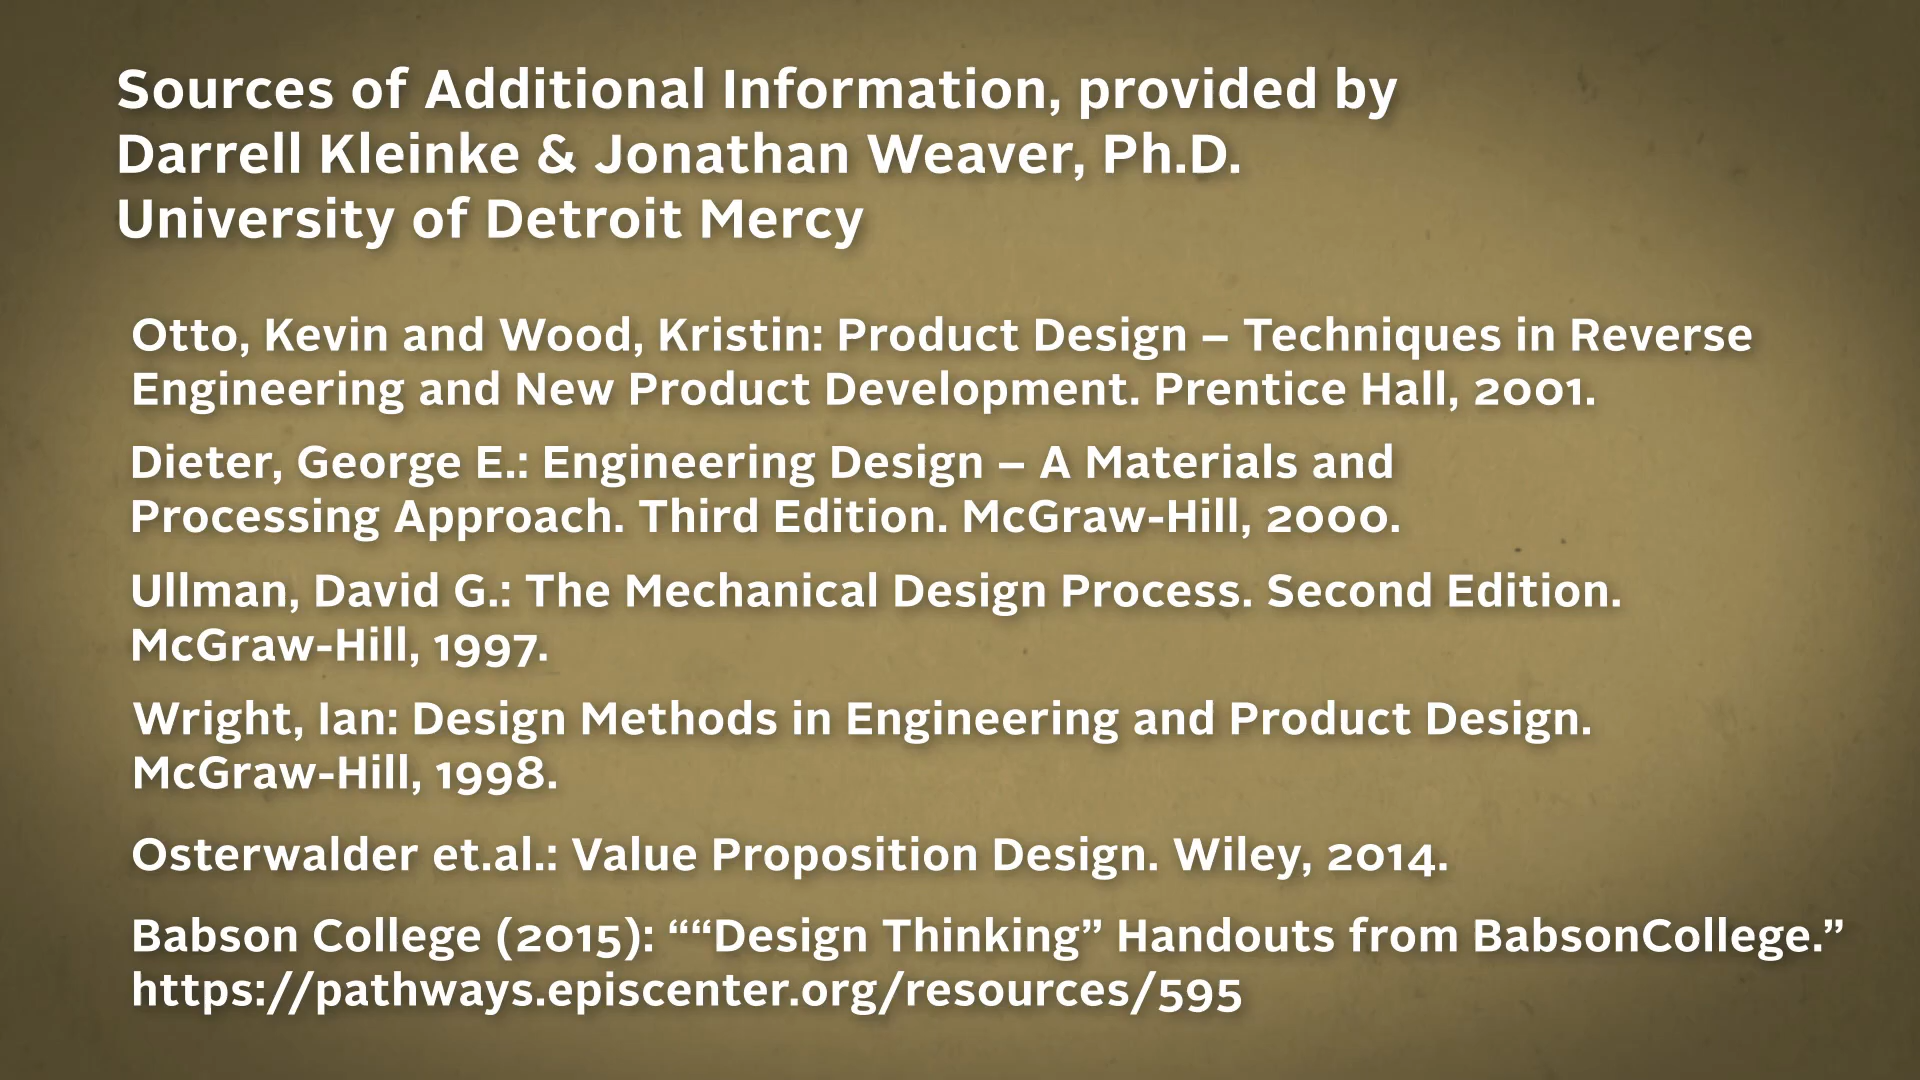 Sources of Additional Information, provided by
Darrell Kleinke & Jonathan Weaver, Ph.D.
University of Detroit Mercy
Otto, Kevin and Wood, Kristin: Product Design – Techniques in Reverse
Engineering and New Product Development. Prentice Hall, 2001.
Dieter, George E.: Engineering Design – A Materials and
Processing Approach. Third Edition. McGraw-Hill, 2000.
Ullman, David G.: The Mechanical Design Process. Second Edition.
McGraw-Hill, 1997.
Wright, Ian: Design Methods in Engineering and Product Design.
McGraw-Hill, 1998.
Osterwalder et.al.: Value Proposition Design. Wiley, 2014.
Babson College (2015): ““Design Thinking” Handouts from BabsonCollege.”
https://pathways.episcenter.org/resources/595